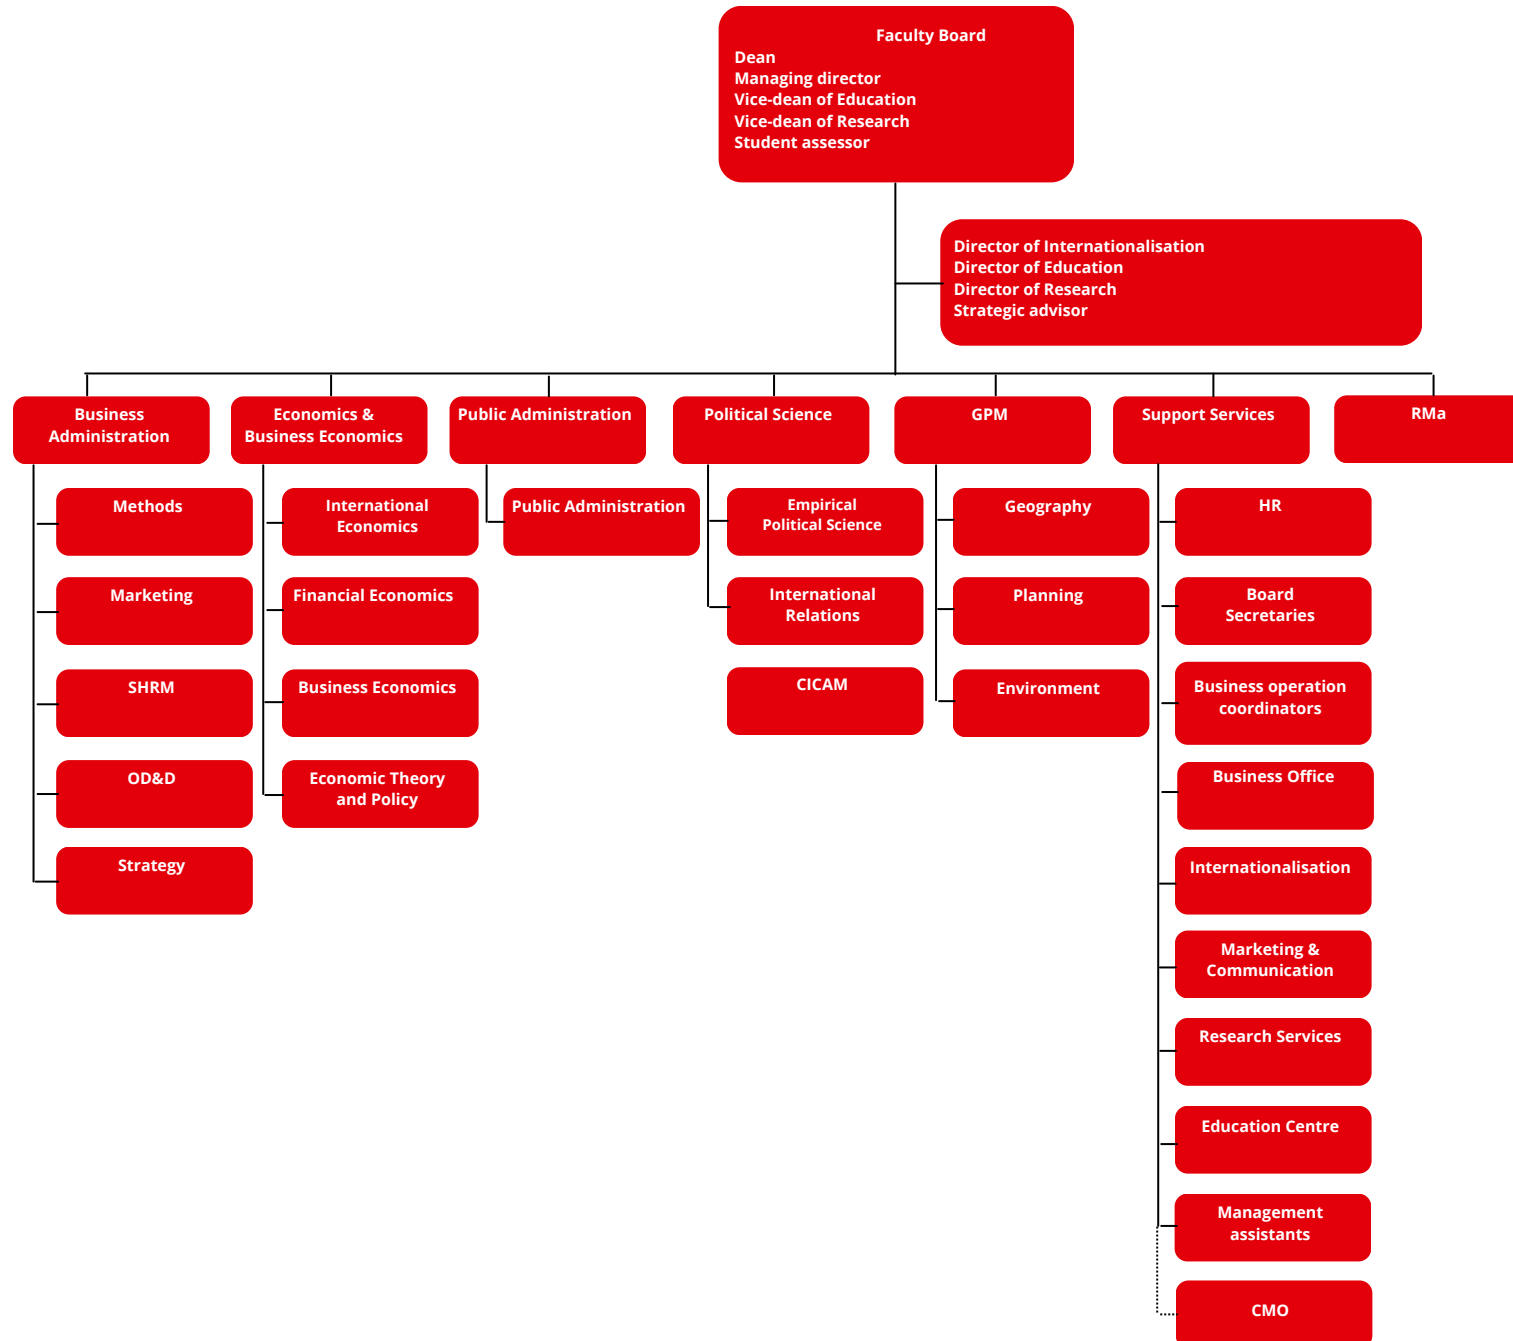 Faculty Board
Dean
Managing director
Vice-dean of Education
Vice-dean of Research
Student assessor
Director of Internationalisation
Director of Education
Director of Research
Strategic advisor
Business
Administration
Methods
Marketing
SHRM
OD&D
Strategy
Economics &
Business Economics
International
Economics
Financial Economics
Business Economics
Economic Theory
and Policy
Public Administration
Public Administration
Political Science
Empirical
Political Science
International
Relations
CICAM
GPM
Geography
Planning
Environment
Support Services
HR
Board
Secretaries
Business operation
coordinators
Business Office
Internationalisation
Marketing &
Communication
Research Services
Education Centre
Management
assistants
CMO
RMa